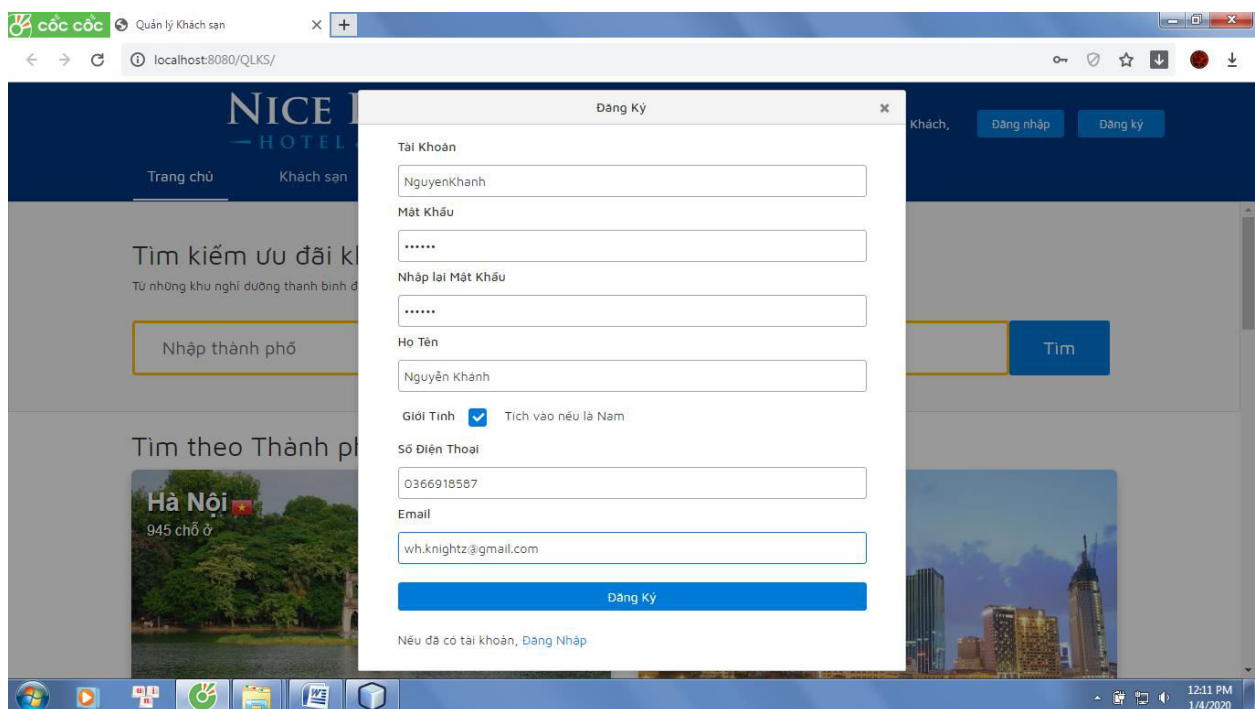 cốc cốc
Quản lý Khách sạn
localhost:8080/QLKS/
NICE
HOTEL
Khách,
Đăng nhập
Đăng ký
Trang chủ
Khách sạn
Đăng Ký
Tài Khoản
NguyenKhanh
Mật Khẩu
••••••
Nhập lại Mật Khẩu
••••••
Họ Tên
Nguyễn Khánh
Giới Tính
Tích vào nếu là Nam
Số Điện Thoại
0366918587
Email
wh.knightz@gmail.com
Đăng Ký
Nếu đã có tài khoản, Đăng Nhập
Tìm kiếm ưu đãi
Từ những khu nghỉ dưỡng thanh bình
Nhập thành phố
Tìm
Tìm theo Thành
Hà Nội
945 chỗ ở
12:11 PM
1/4/2020